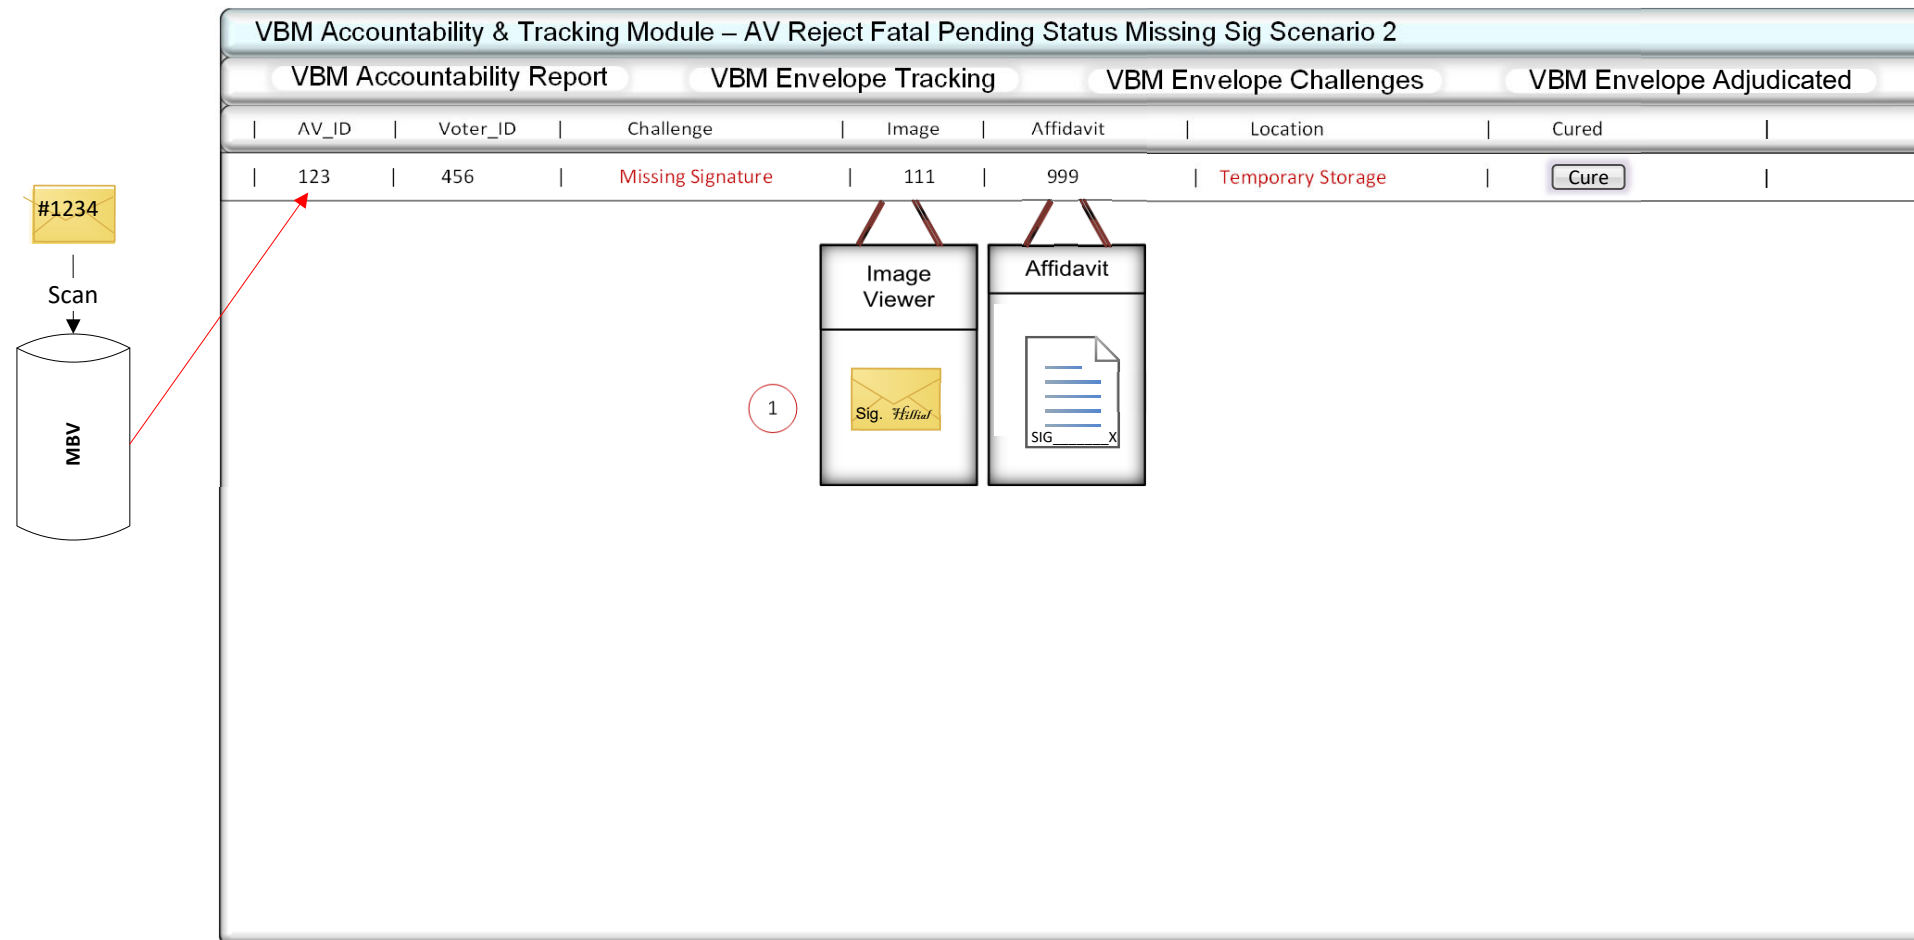 VBM Accountability & Tracking Module – AV Reject Fatal Pending Status Missing Sig Scenario 2
VBM Accountability Report VBM Envelope Tracking VBM Envelope Challenges VBM Envelope Adjudicated
| AV_ID | Voter_ID | Challenge | Image | Affidavit | Location | Cured |
| 123 | 456 | Missing Signature | 111 | 999 | Temporary Storage | Cure |
#1234
Scan
MBV
Image
Viewer
Affidavit
1
Sig.
SIG_______X